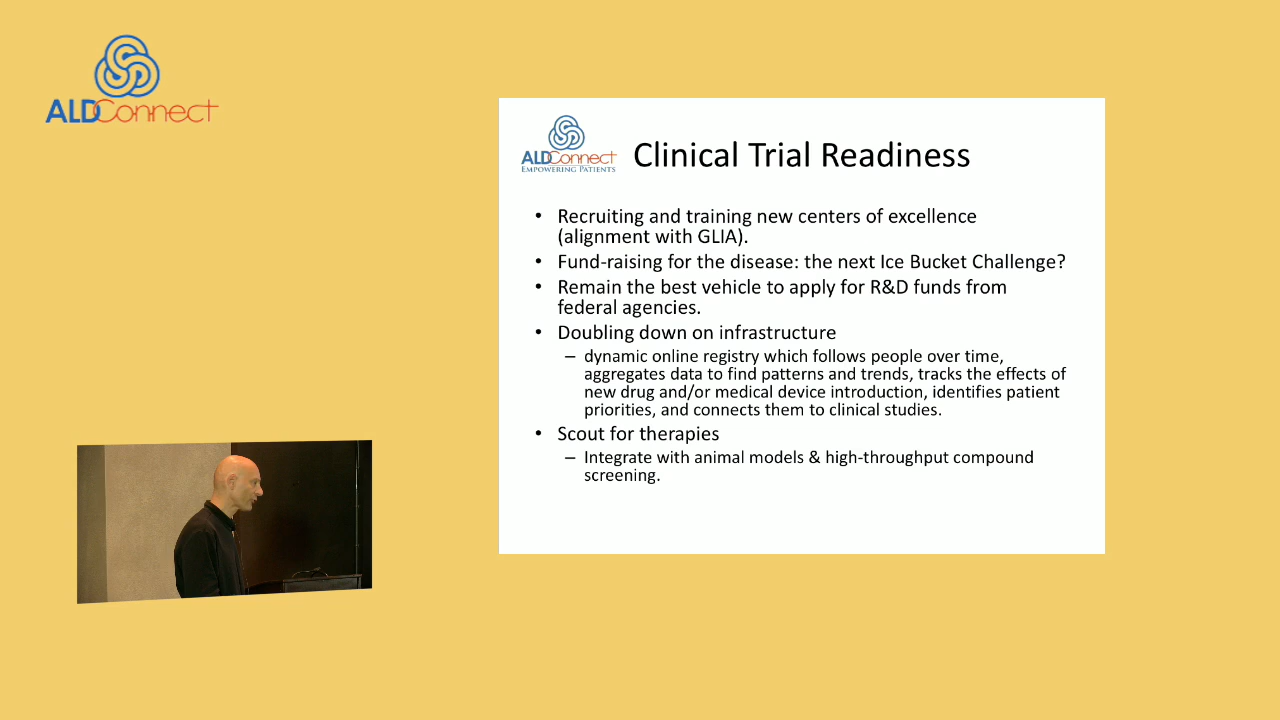 ALDConnect
ALDConnect
EMPOWERING PATIENTS
Clinical Trial Readiness
• Recruiting and training new centers of excellence
(alignment with GLIA).
• Fund-raising for the disease: the next Ice Bucket Challenge?
• Remain the best vehicle to apply for R&D funds from
federal agencies.
• Doubling down on infrastructure
– dynamic online registry which follows people over time,
aggregates data to find patterns and trends, tracks the effects of
new drug and/or medical device introduction, identifies patient
priorities, and connects them to clinical studies.
• Scout for therapies
– Integrate with animal models & high-throughput compound
screening.